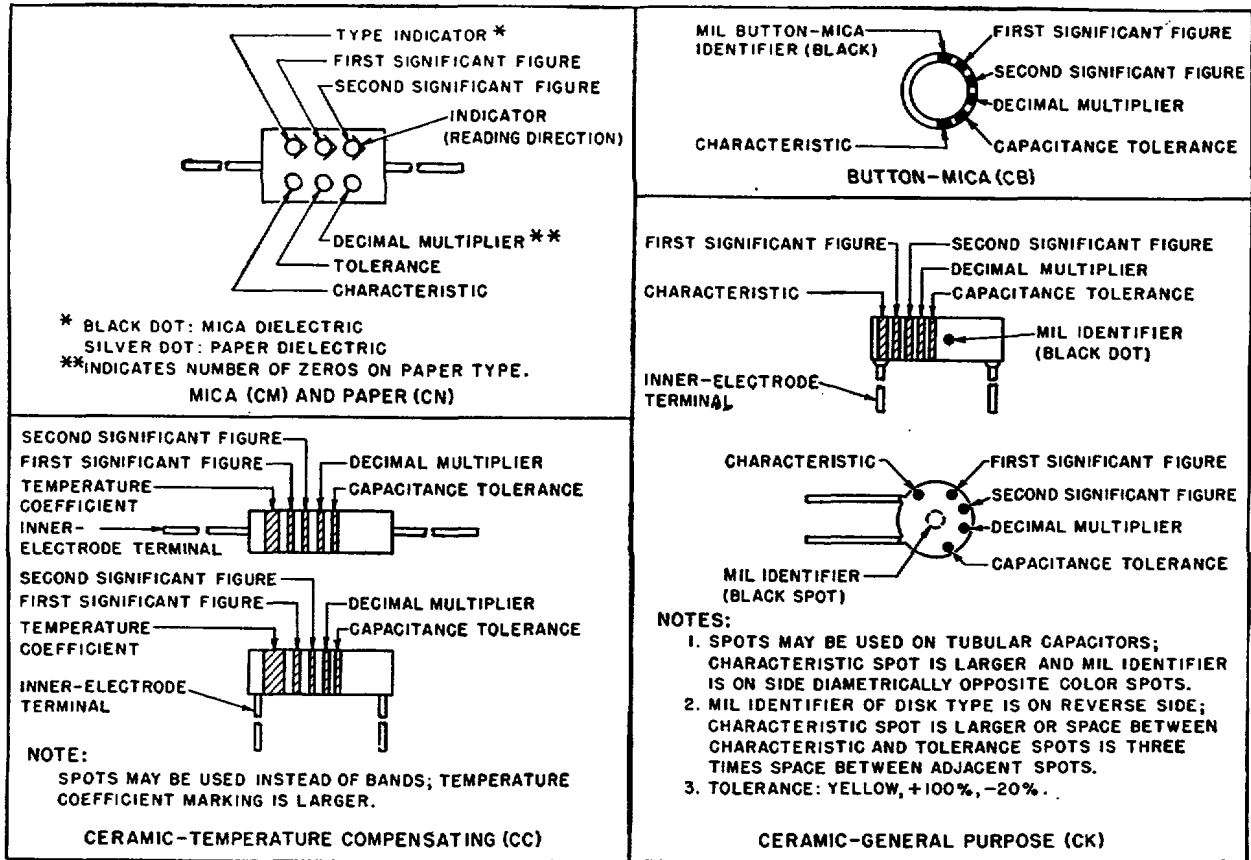 TYPE INDICATOR *
FIRST SIGNIFICANT FIGURE
SECOND SIGNIFICANT FIGURE
INDICATOR
(READING DIRECTION)
DECIMAL MULTIPLIER **
TOLERANCE
CHARACTERISTIC
* BLACK DOT: MICA DIELECTRIC
SILVER DOT: PAPER DIELECTRIC
** INDICATES NUMBER OF ZEROS ON PAPER TYPE.
MICA (CM) AND PAPER (CN)
MIL BUTTON-MICA
IDENTIFIER (BLACK)
FIRST SIGNIFICANT FIGURE
SECOND SIGNIFICANT FIGURE
DECIMAL MULTIPLIER
CHARACTERISTIC
CAPACITANCE TOLERANCE
BUTTON-MICA (CB)
SECOND SIGNIFICANT FIGURE
FIRST SIGNIFICANT FIGURE
DECIMAL MULTIPLIER
TEMPERATURE
COEFFICIENT
CAPACITANCE TOLERANCE
INNER-
ELECTRODE TERMINAL
SECOND SIGNIFICANT FIGURE
FIRST SIGNIFICANT FIGURE
DECIMAL MULTIPLIER
TEMPERATURE
COEFFICIENT
CAPACITANCE TOLERANCE
INNER-ELECTRODE
TERMINAL
NOTE:
SPOTS MAY BE USED INSTEAD OF BANDS; TEMPERATURE
COEFFICIENT MARKING IS LARGER.
CERAMIC-TEMPERATURE COMPENSATING (CC)
FIRST SIGNIFICANT FIGURE
SECOND SIGNIFICANT FIGURE
DECIMAL MULTIPLIER
CHARACTERISTIC
CAPACITANCE TOLERANCE
MIL IDENTIFIER
(BLACK DOT)
INNER-ELECTRODE
TERMINAL
CHARACTERISTIC
FIRST SIGNIFICANT FIGURE
SECOND SIGNIFICANT FIGURE
DECIMAL MULTIPLIER
CAPACITANCE TOLERANCE
MIL IDENTIFIER
(BLACK SPOT)
NOTES:
1. SPOTS MAY BE USED ON TUBULAR CAPACITORS;
CHARACTERISTIC SPOT IS LARGER AND MIL IDENTIFIER
IS ON SIDE DIAMETRICALLY OPPOSITE COLOR SPOTS.
2. MIL IDENTIFIER OF DISK TYPE IS ON REVERSE SIDE;
CHARACTERISTIC SPOT IS LARGER OR SPACE BETWEEN
CHARACTERISTIC AND TOLERANCE SPOTS IS THREE
TIMES SPACE BETWEEN ADJACENT SPOTS.
3. TOLERANCE: YELLOW, +100%, -20%.
CERAMIC-GENERAL PURPOSE (CK)